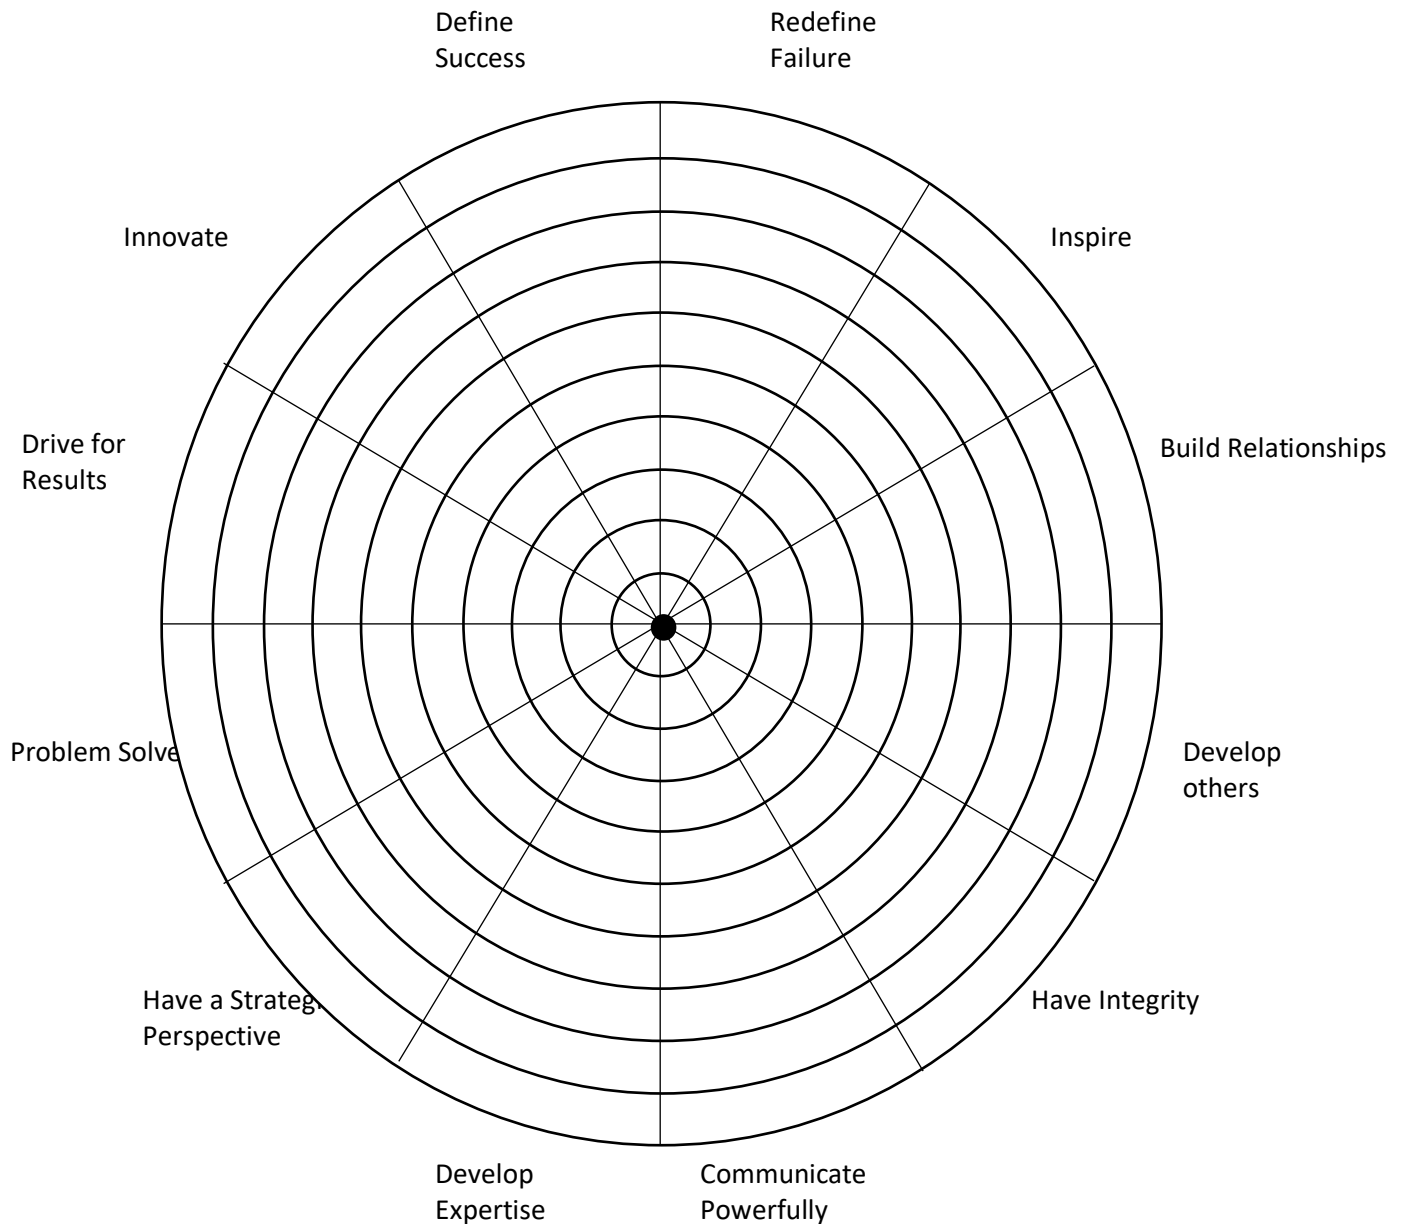 Define
Success
Redefine
Failure
Innovate
Inspire
Drive for
Results
Build Relationships
Problem Solve
Develop
others
Have a Strateg
Perspective
Have Integrity
Develop
Expertise
Communicate
Powerfully